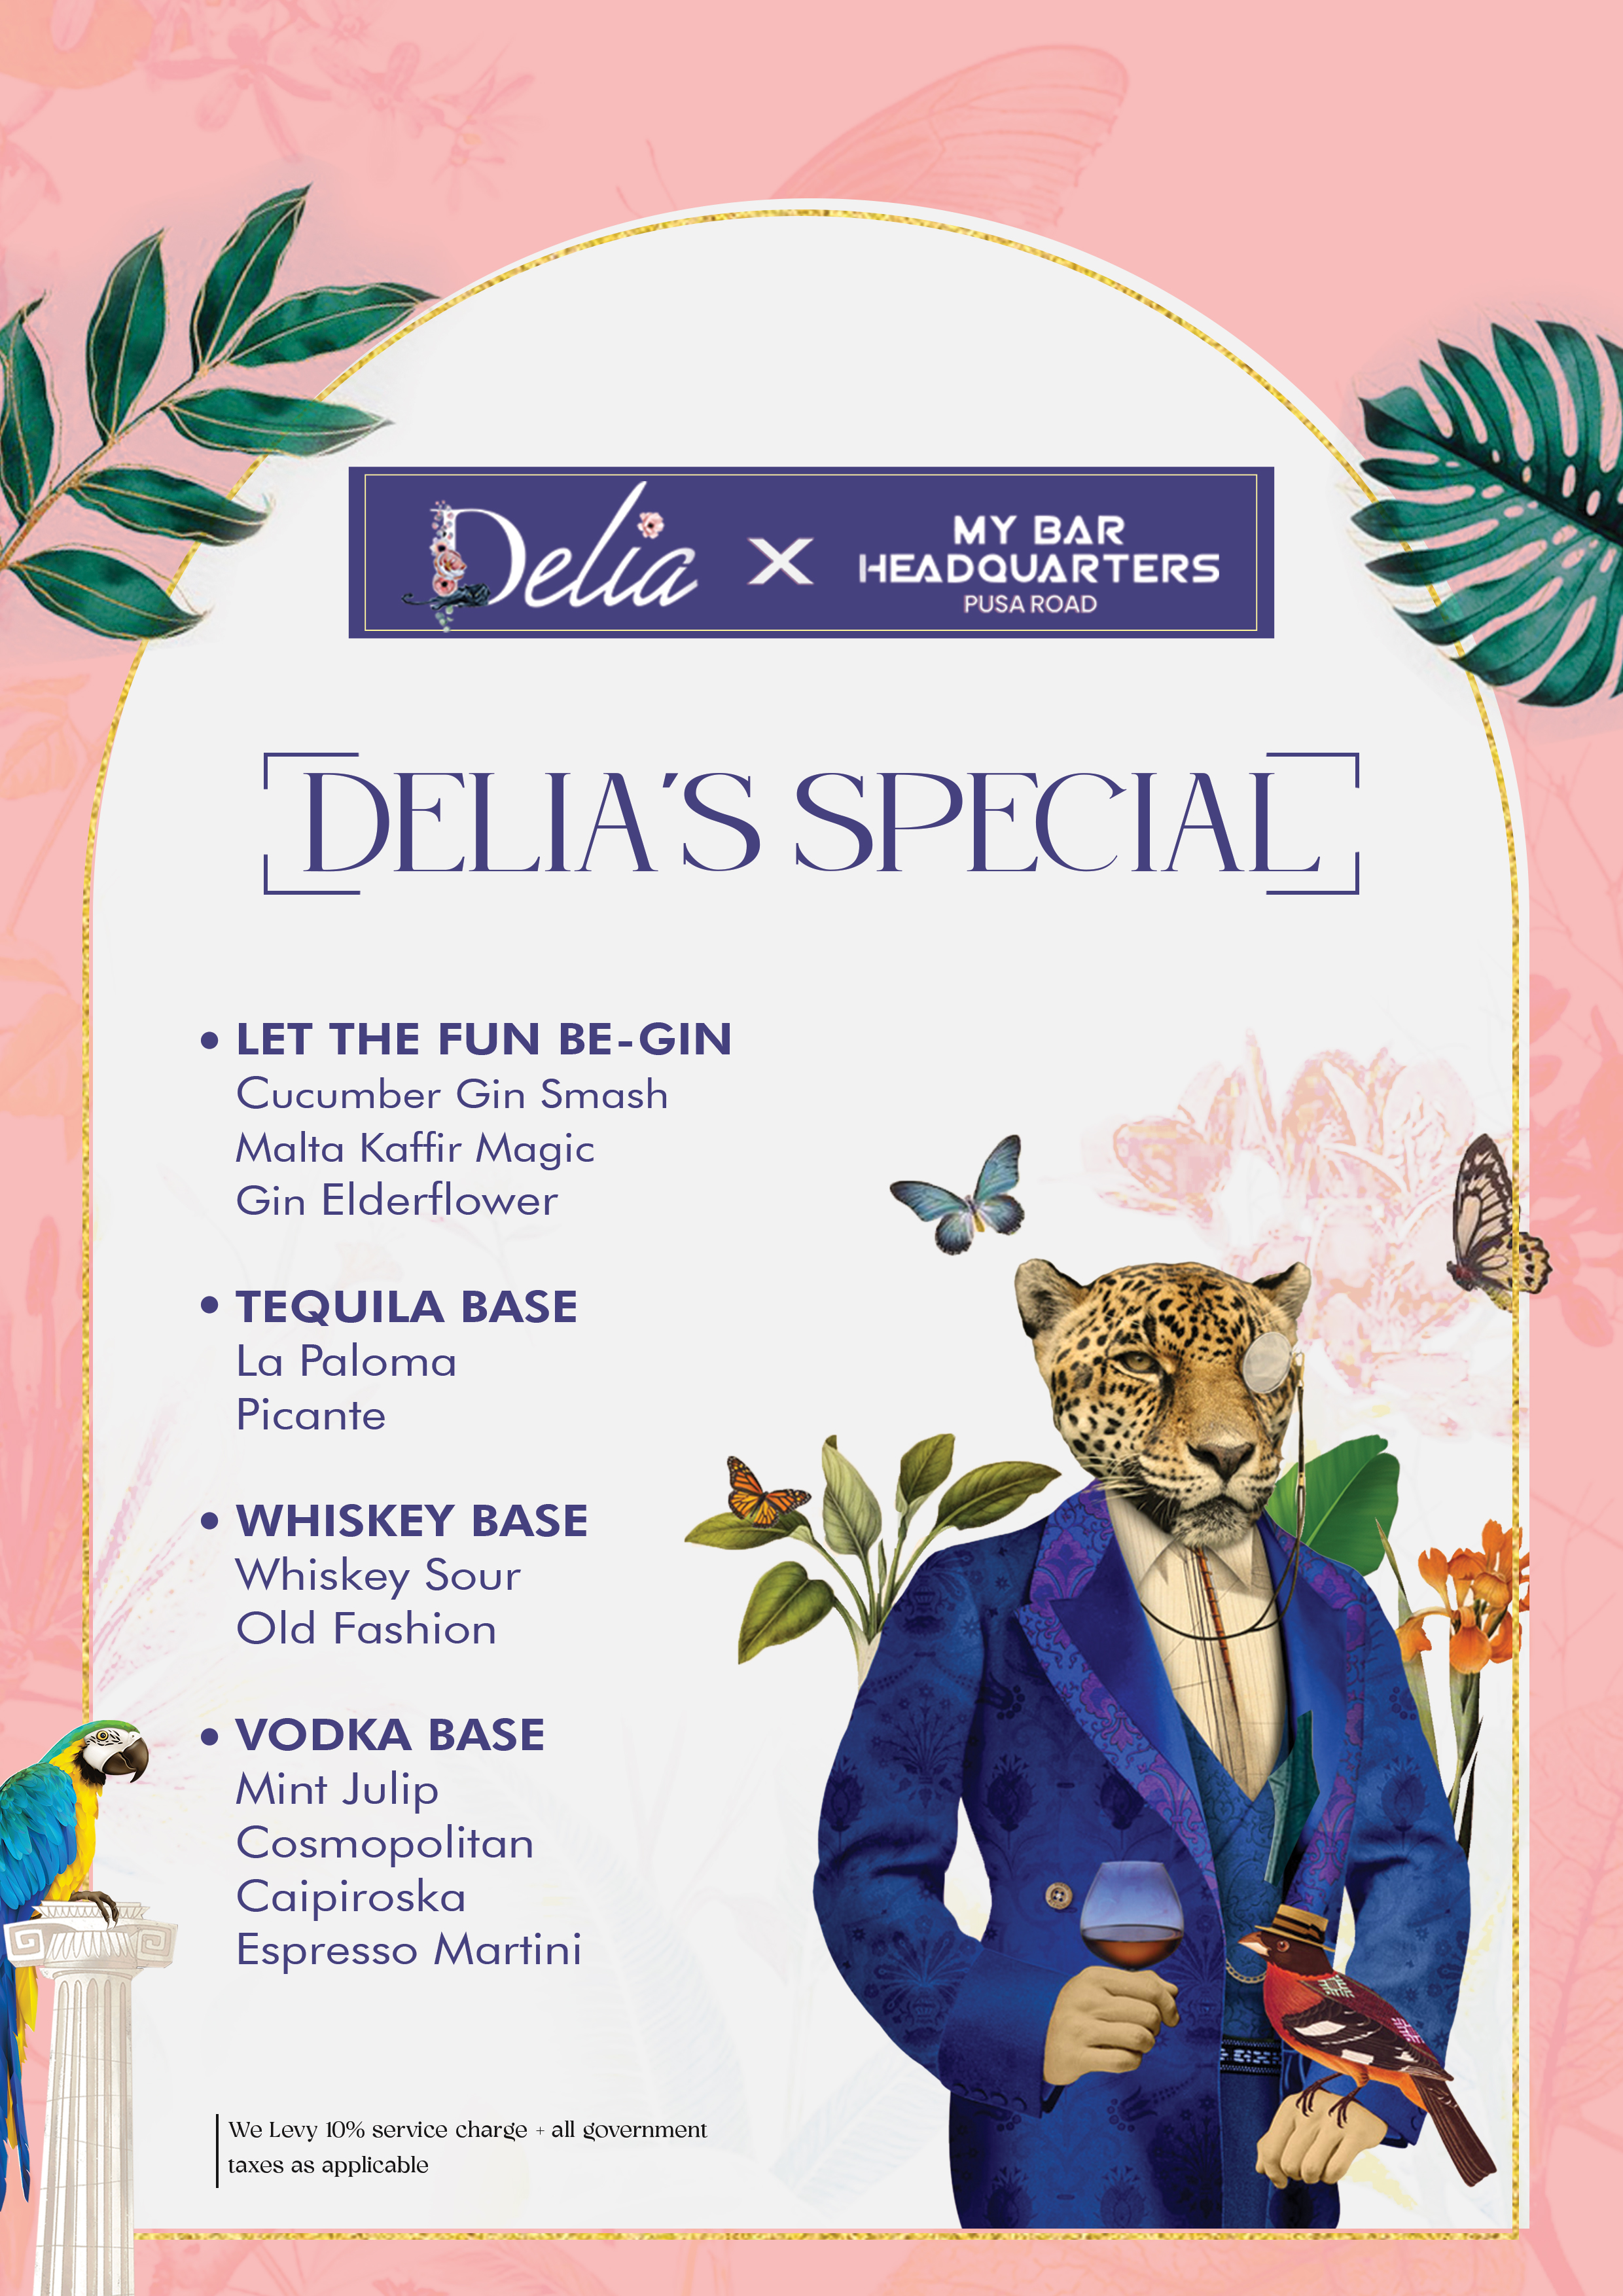 Delia X MY BAR
HEADQUARTERS
PUSA ROAD
DELIA'S SPECIAL
• LET THE FUN BE-GIN
Cucumber Gin Smash
Malta Kaffir Magic
Gin Elderflower
• TEQUILA BASE
La Paloma
Picante
• WHISKEY BASE
Whiskey Sour
Old Fashion
• VODKA BASE
Mint Julip
Cosmopolitan
Caipiroska
Espresso Martini
We Levy 10% service charge + all government
taxes as applicable